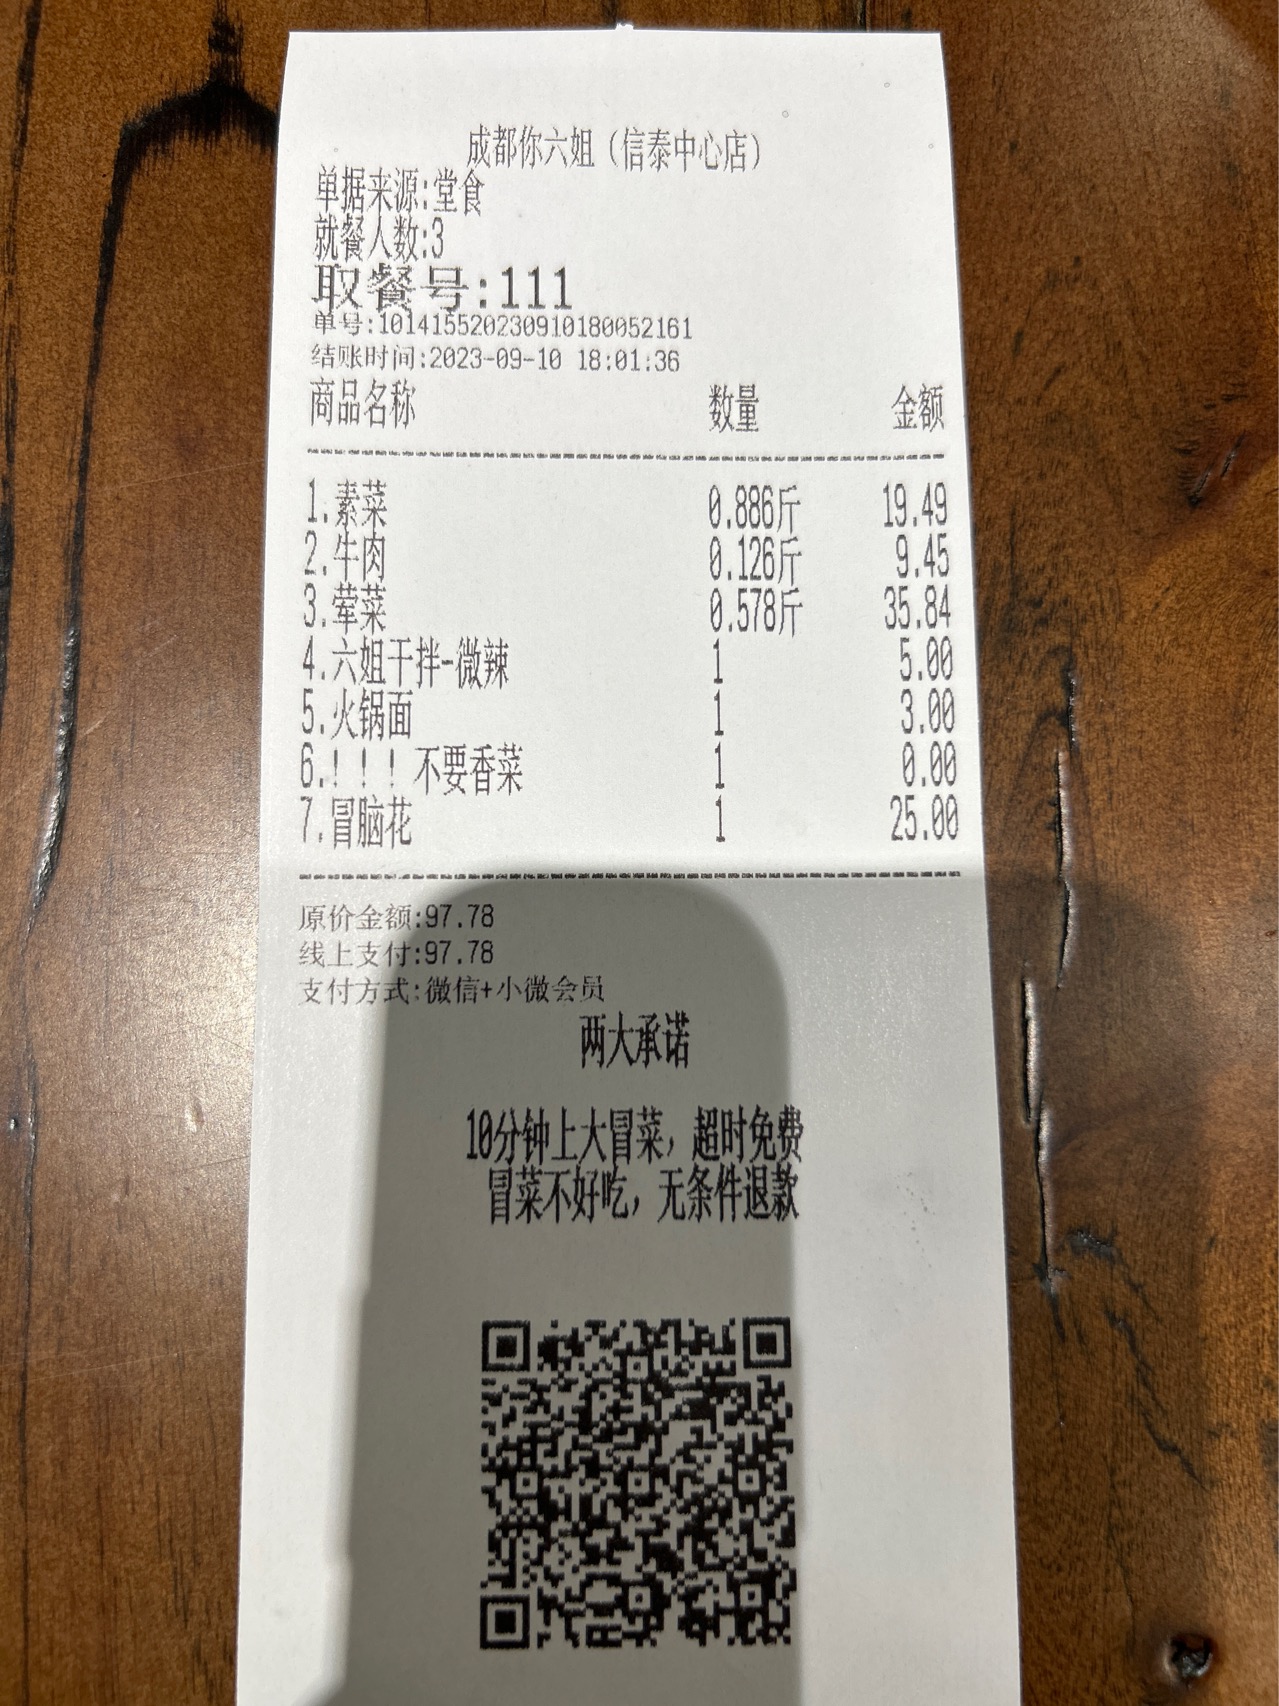 成都你六姐（信泰中心店）
单据来源:堂食
就餐人数:3
取餐号:111
单号:101415520230910180052161
结账时间:2023-09-10 18:01:36
商品名称 数量 金额
1.素菜 0.886斤 19.49
2.牛肉 0.126斤 9.45
3.荤菜 0.578斤 35.84
4.六姐干拌-微辣 1 5.00
5.火锅面 1 3.00
6.！！！不要香菜 1 0.00
7.冒脑花 1 25.00
原价金额:97.78
线上支付:97.78
支付方式:微信+小微会员
两大承诺
10分钟上大冒菜，超时免费
冒菜不好吃，无条件退款